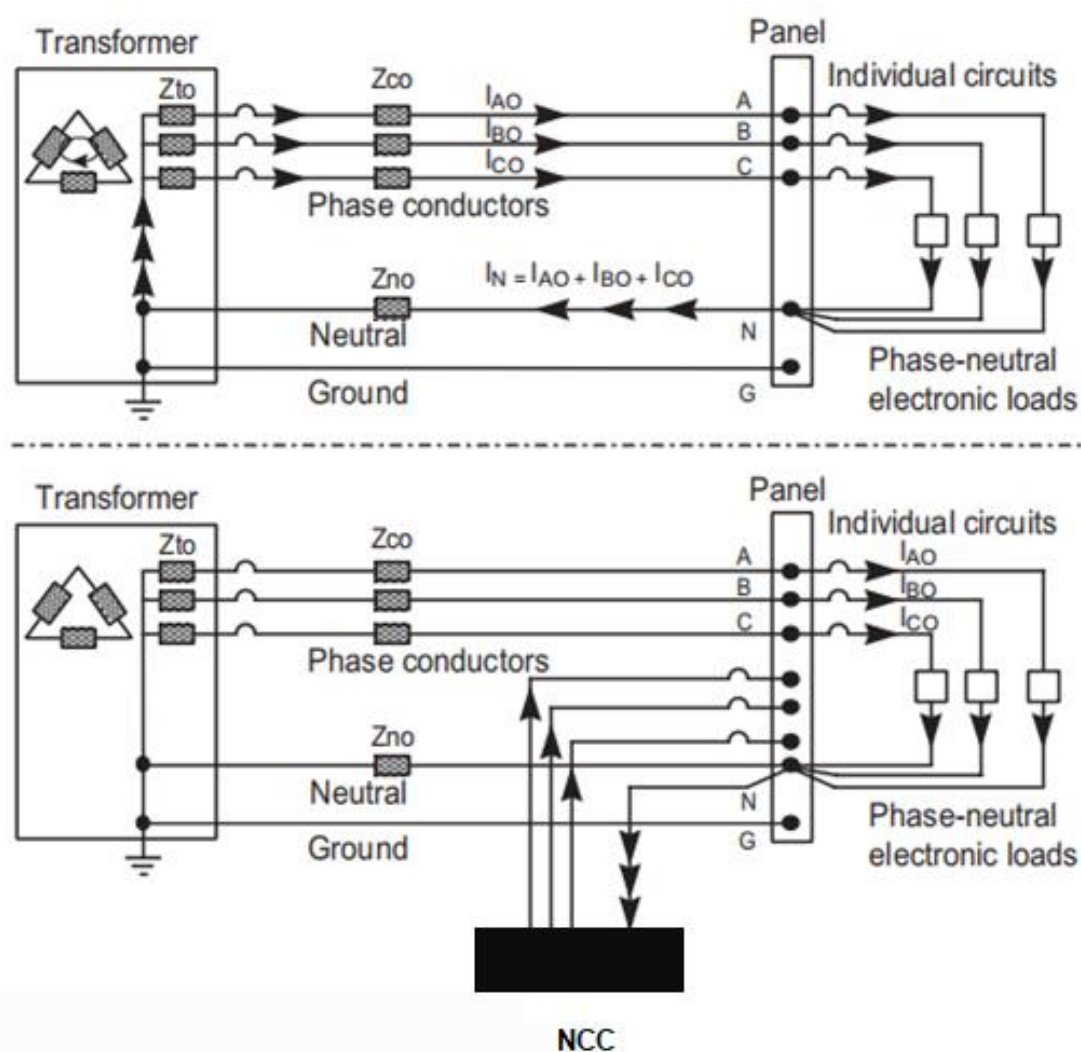 Transformer
Panel
Zto
Zco
IAO
IBO
ICO
A
B
C
Individual circuits
Phase conductors
Zno
IN = IAO + IBO + ICO
Neutral
N
Ground
G
Phase-neutral
electronic loads
Transformer
Panel
Zto
Zco
A
B
C
Individual circuits
IAO
IBO
ICO
Phase conductors
Zno
Neutral
N
Ground
G
Phase-neutral
electronic loads
NCC